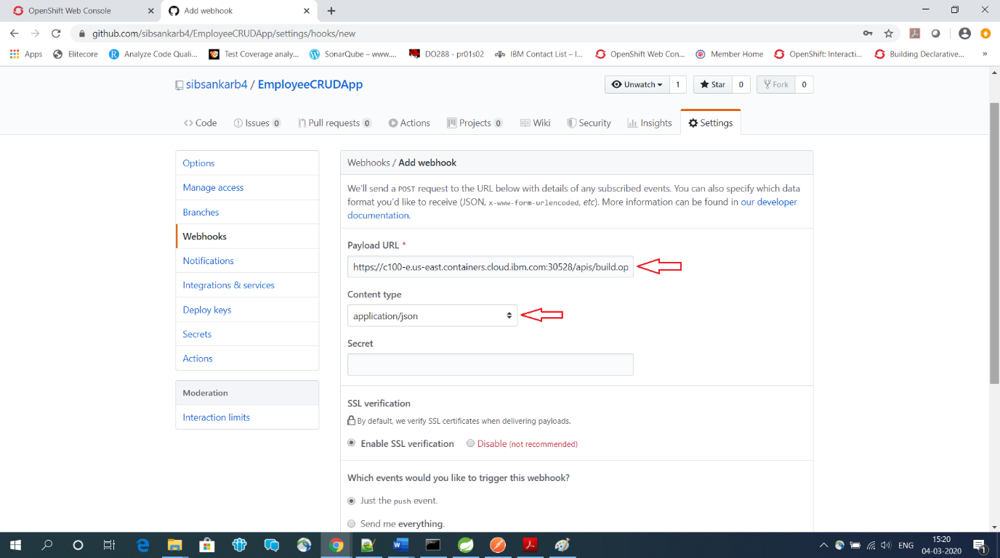 OpenShift Web Console
Add webhook
github.com/sibsankarb4/EmployeeCRUDApp/settings/hooks/new
Apps Elitecore Analyze Code Quali... Test Coverage analy... SonarQube – www.... DO288 - pr01s02 IBM Contact List – I... OpenShift Web Con... Member Home OpenShift: Interacti... Building Declarative... »
sibsankarb4 / EmployeeCRUDApp
Unwatch 1 Star 0 Fork 0
Code Issues 0 Pull requests 0 Actions Projects 0 Wiki Security Insights Settings
Options
Manage access
Branches
Webhooks
Notifications
Integrations & services
Deploy keys
Secrets
Actions
Moderation
Interaction limits
Webhooks / Add webhook
We'll send a POST request to the URL below with details of any subscribed events. You can also specify which data
format you'd like to receive (JSON, x-www-form-urlencoded, etc). More information can be found in our developer
documentation.
Payload URL *
https://c100-e.us-east.containers.cloud.ibm.com:30528/apis/build.op
Content type
application/json
Secret
SSL verification
By default, we verify SSL certificates when delivering payloads.
Enable SSL verification Disable (not recommended)
Which events would you like to trigger this webhook?
Just the push event.
Send me everything.
ENG
15:20
04-03-2020
1